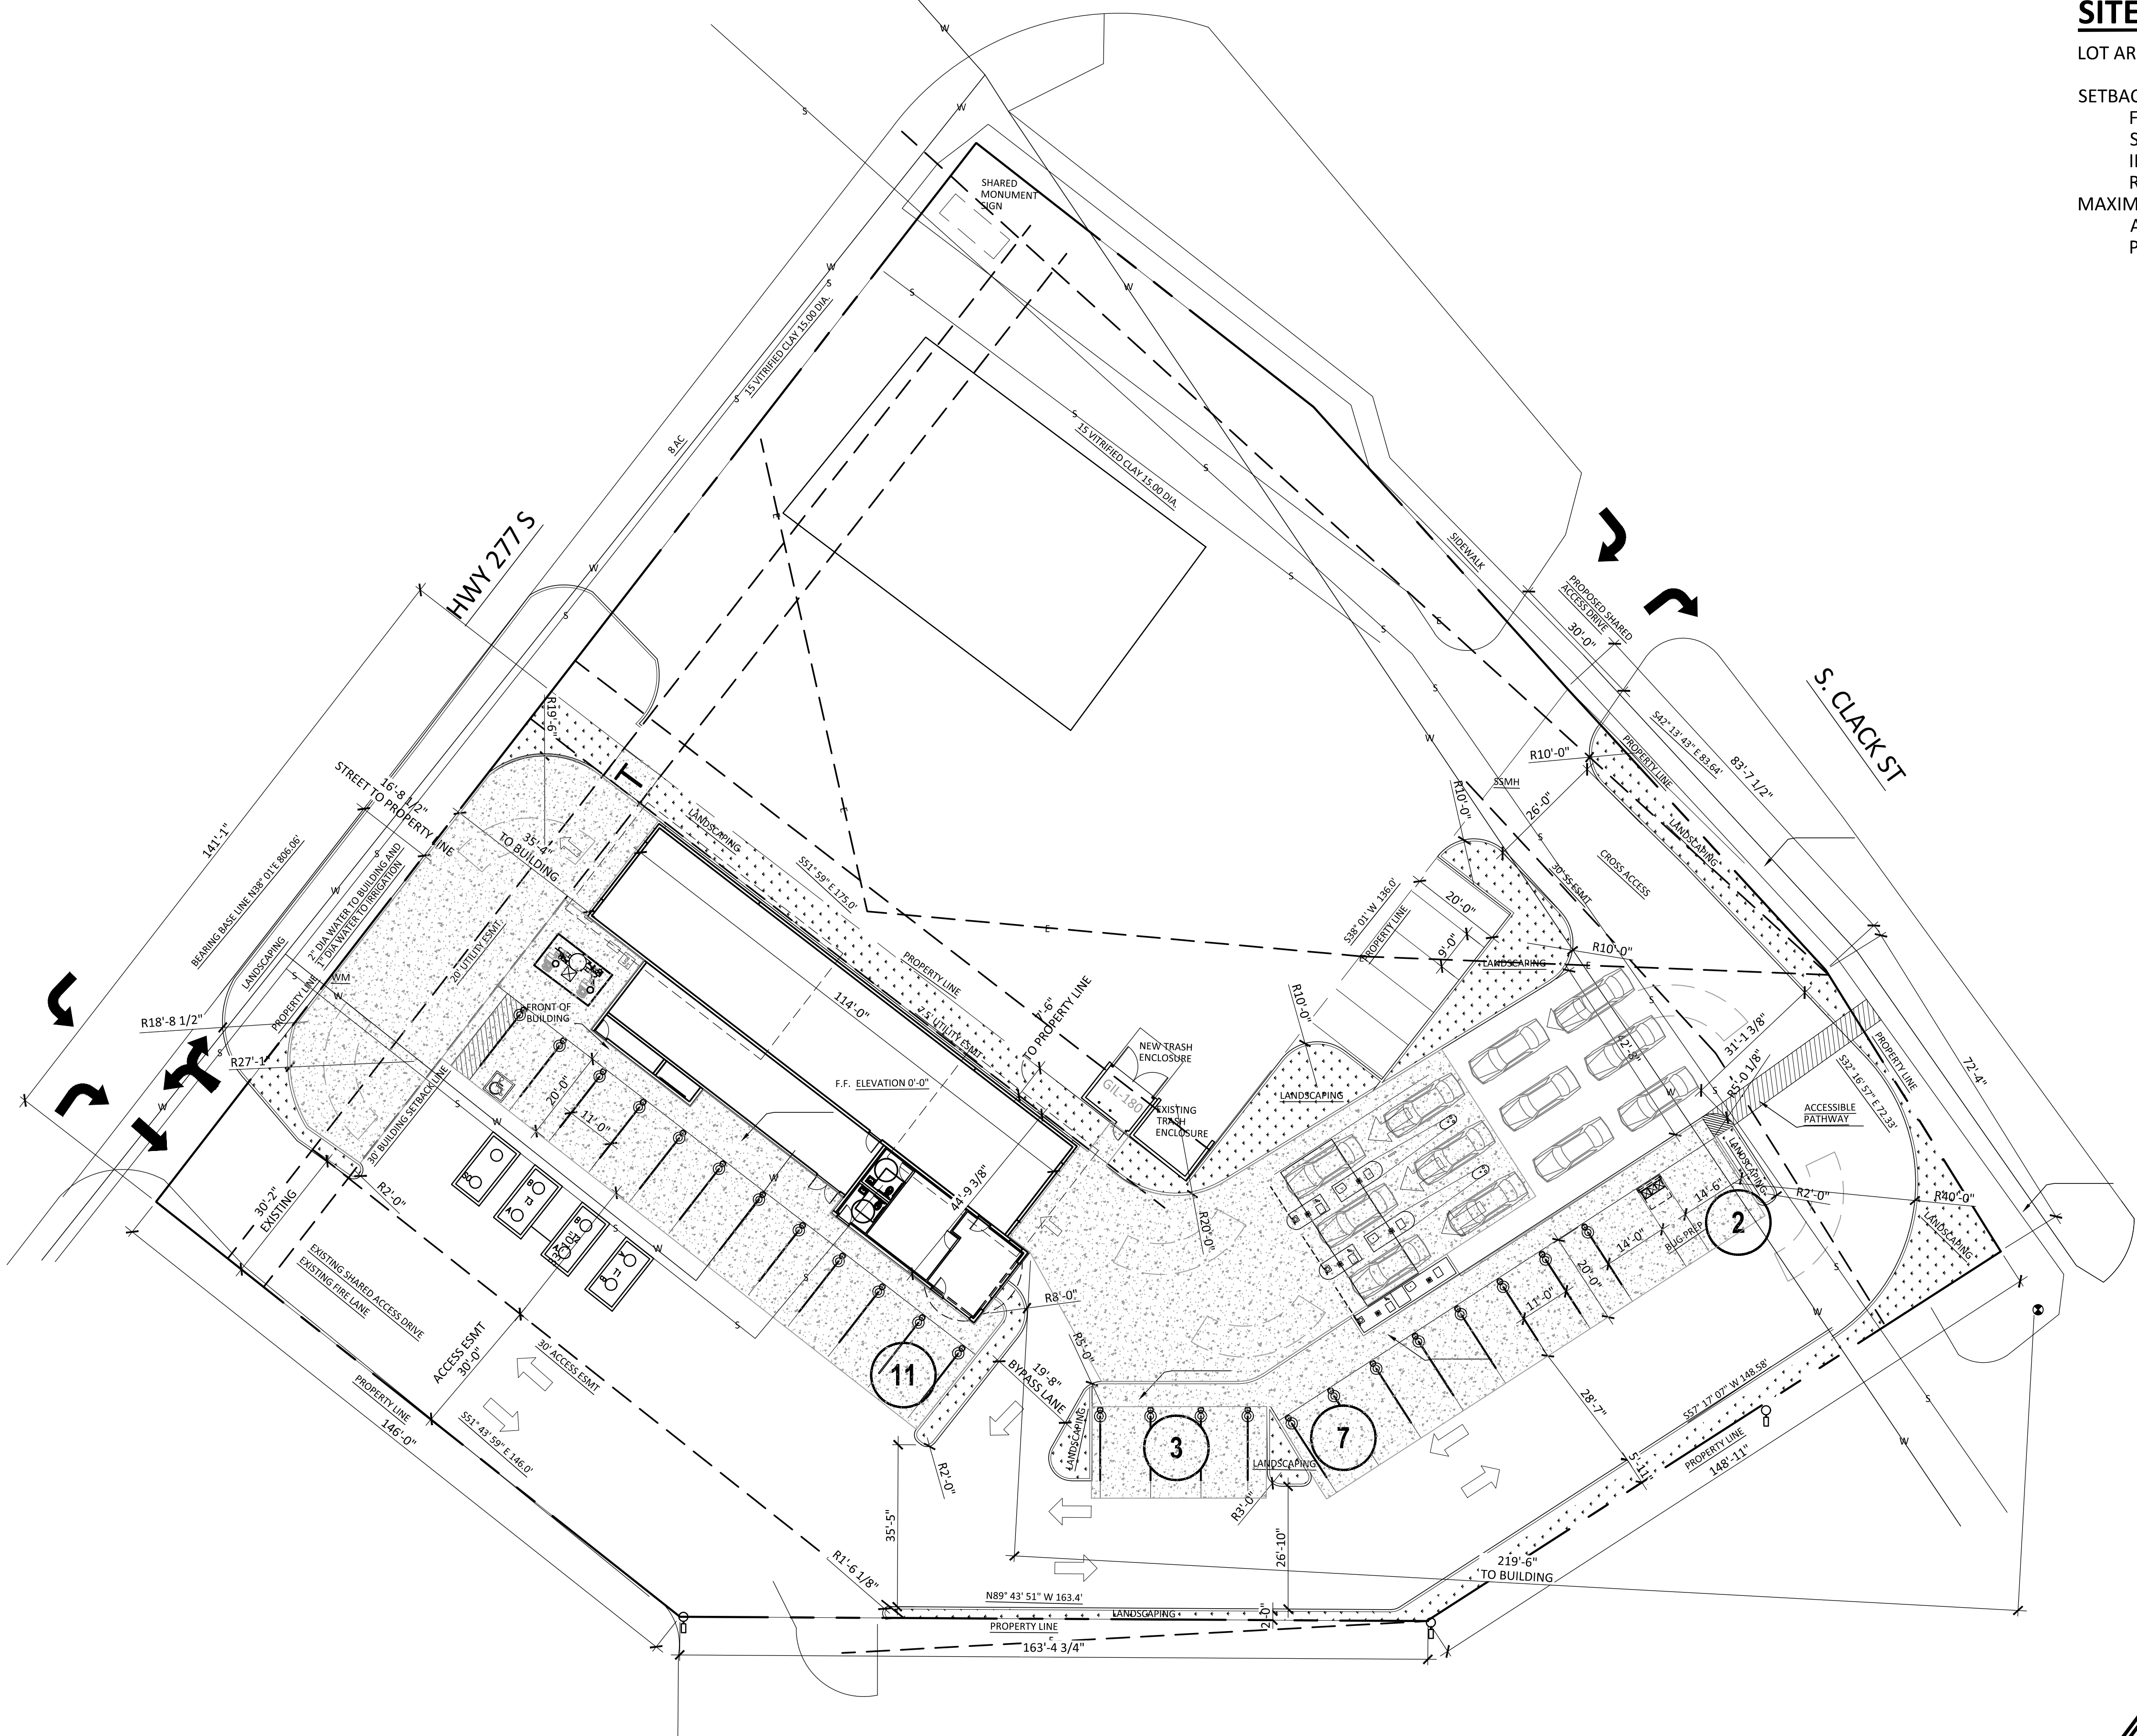 SITE
LOT AR
SETBAC
F
S
R
MAXIM
A
P
SHARED
MONUMENT
SIGN
15 VITRIFIED CLAY 15.00 DIA.
8 AC
15 VITRIFIED CLAY 15.00 DIA.
HWY 277 S
SIDEWALK
PROPOSED SHARED
ACCESS DRIVE
30'-0"
S. CLACK ST
S42° 13' 43" E 83.64'
PROPERTY LINE
83'-7 1/2"
R19'-6"
R10'-0"
SSMH
R10'-0"
26'-0"
141'-1"
16'-8 1/2"
STREET TO PROPERTY LINE
35'-4"
TO BUILDING
LANDSCAPING
S51° 59" E 175.0'
LANDSCAPING
CROSS ACCESS
30' SS ESMT
BEARING BASE LINE N38° 01'E 806.06'
2" DIA WATER TO BUILDING AND
1" DIA WATER TO IRRIGATION
LANDSCAPING
PROPERTY LINE
WM
20' UTILITY ESMT.
S38° 01' W 136.0'
PROPERTY LINE
20'-0"
9'-0"
LANDSCAPING
R10'-0"
PROPERTY LINE
114'-0"
7.5' UTILITY ESMT.
TO PROPERTY LINE
R10'-0"
FRONT OF
BUILDING
R18'-8 1/2"
R27'-1"
30' BUILDING SETBACK LINE
20'-0"
11'-0"
NEW TRASH
ENCLOSURE
GIL-180
EXISTING
TRASH
ENCLOSURE
F.F. ELEVATION 0'-0"
LANDSCAPING
42'-8"
31'-1 3/8"
R5'-0 1/8"
PROPERTY LINE
72'-4"
S32° 16' 57" E 72.33'
ACCESSIBLE
PATHWAY
LANDSCAPING
R2'-0"
R40'-0"
LANDSCAPING
14'-6"
2
BUG PREP
14'-0"
20'-0"
11'-0"
R20'-0"
44'-9 3/8"
R2'-0"
30'-2"
EXISTING
T3
T1
A
B
EXISTING SHARED ACCESS DRIVE
EXISTING FIRE LANE
ACCESS ESMT
30'-0"
30' ACCESS ESMT
PROPERTY LINE
146'-0"
S51° 43' 59" E 146.0'
R8'-0"
R5'-0"
11
19'-8"
BYPASS LANE
LANDSCAPING
3
7
LANDSCAPING
R3'-0"
R2'-0"
28'-7"
5'-11"
S57° 17' 07" W 148.58'
PROPERTY LINE
148'-11"
35'-5"
26'-10"
219'-6"
TO BUILDING
R1'-6 1/8"
N89° 43' 51" W 163.4'
LANDSCAPING
2'-0"
PROPERTY LINE
163'-4 3/4"